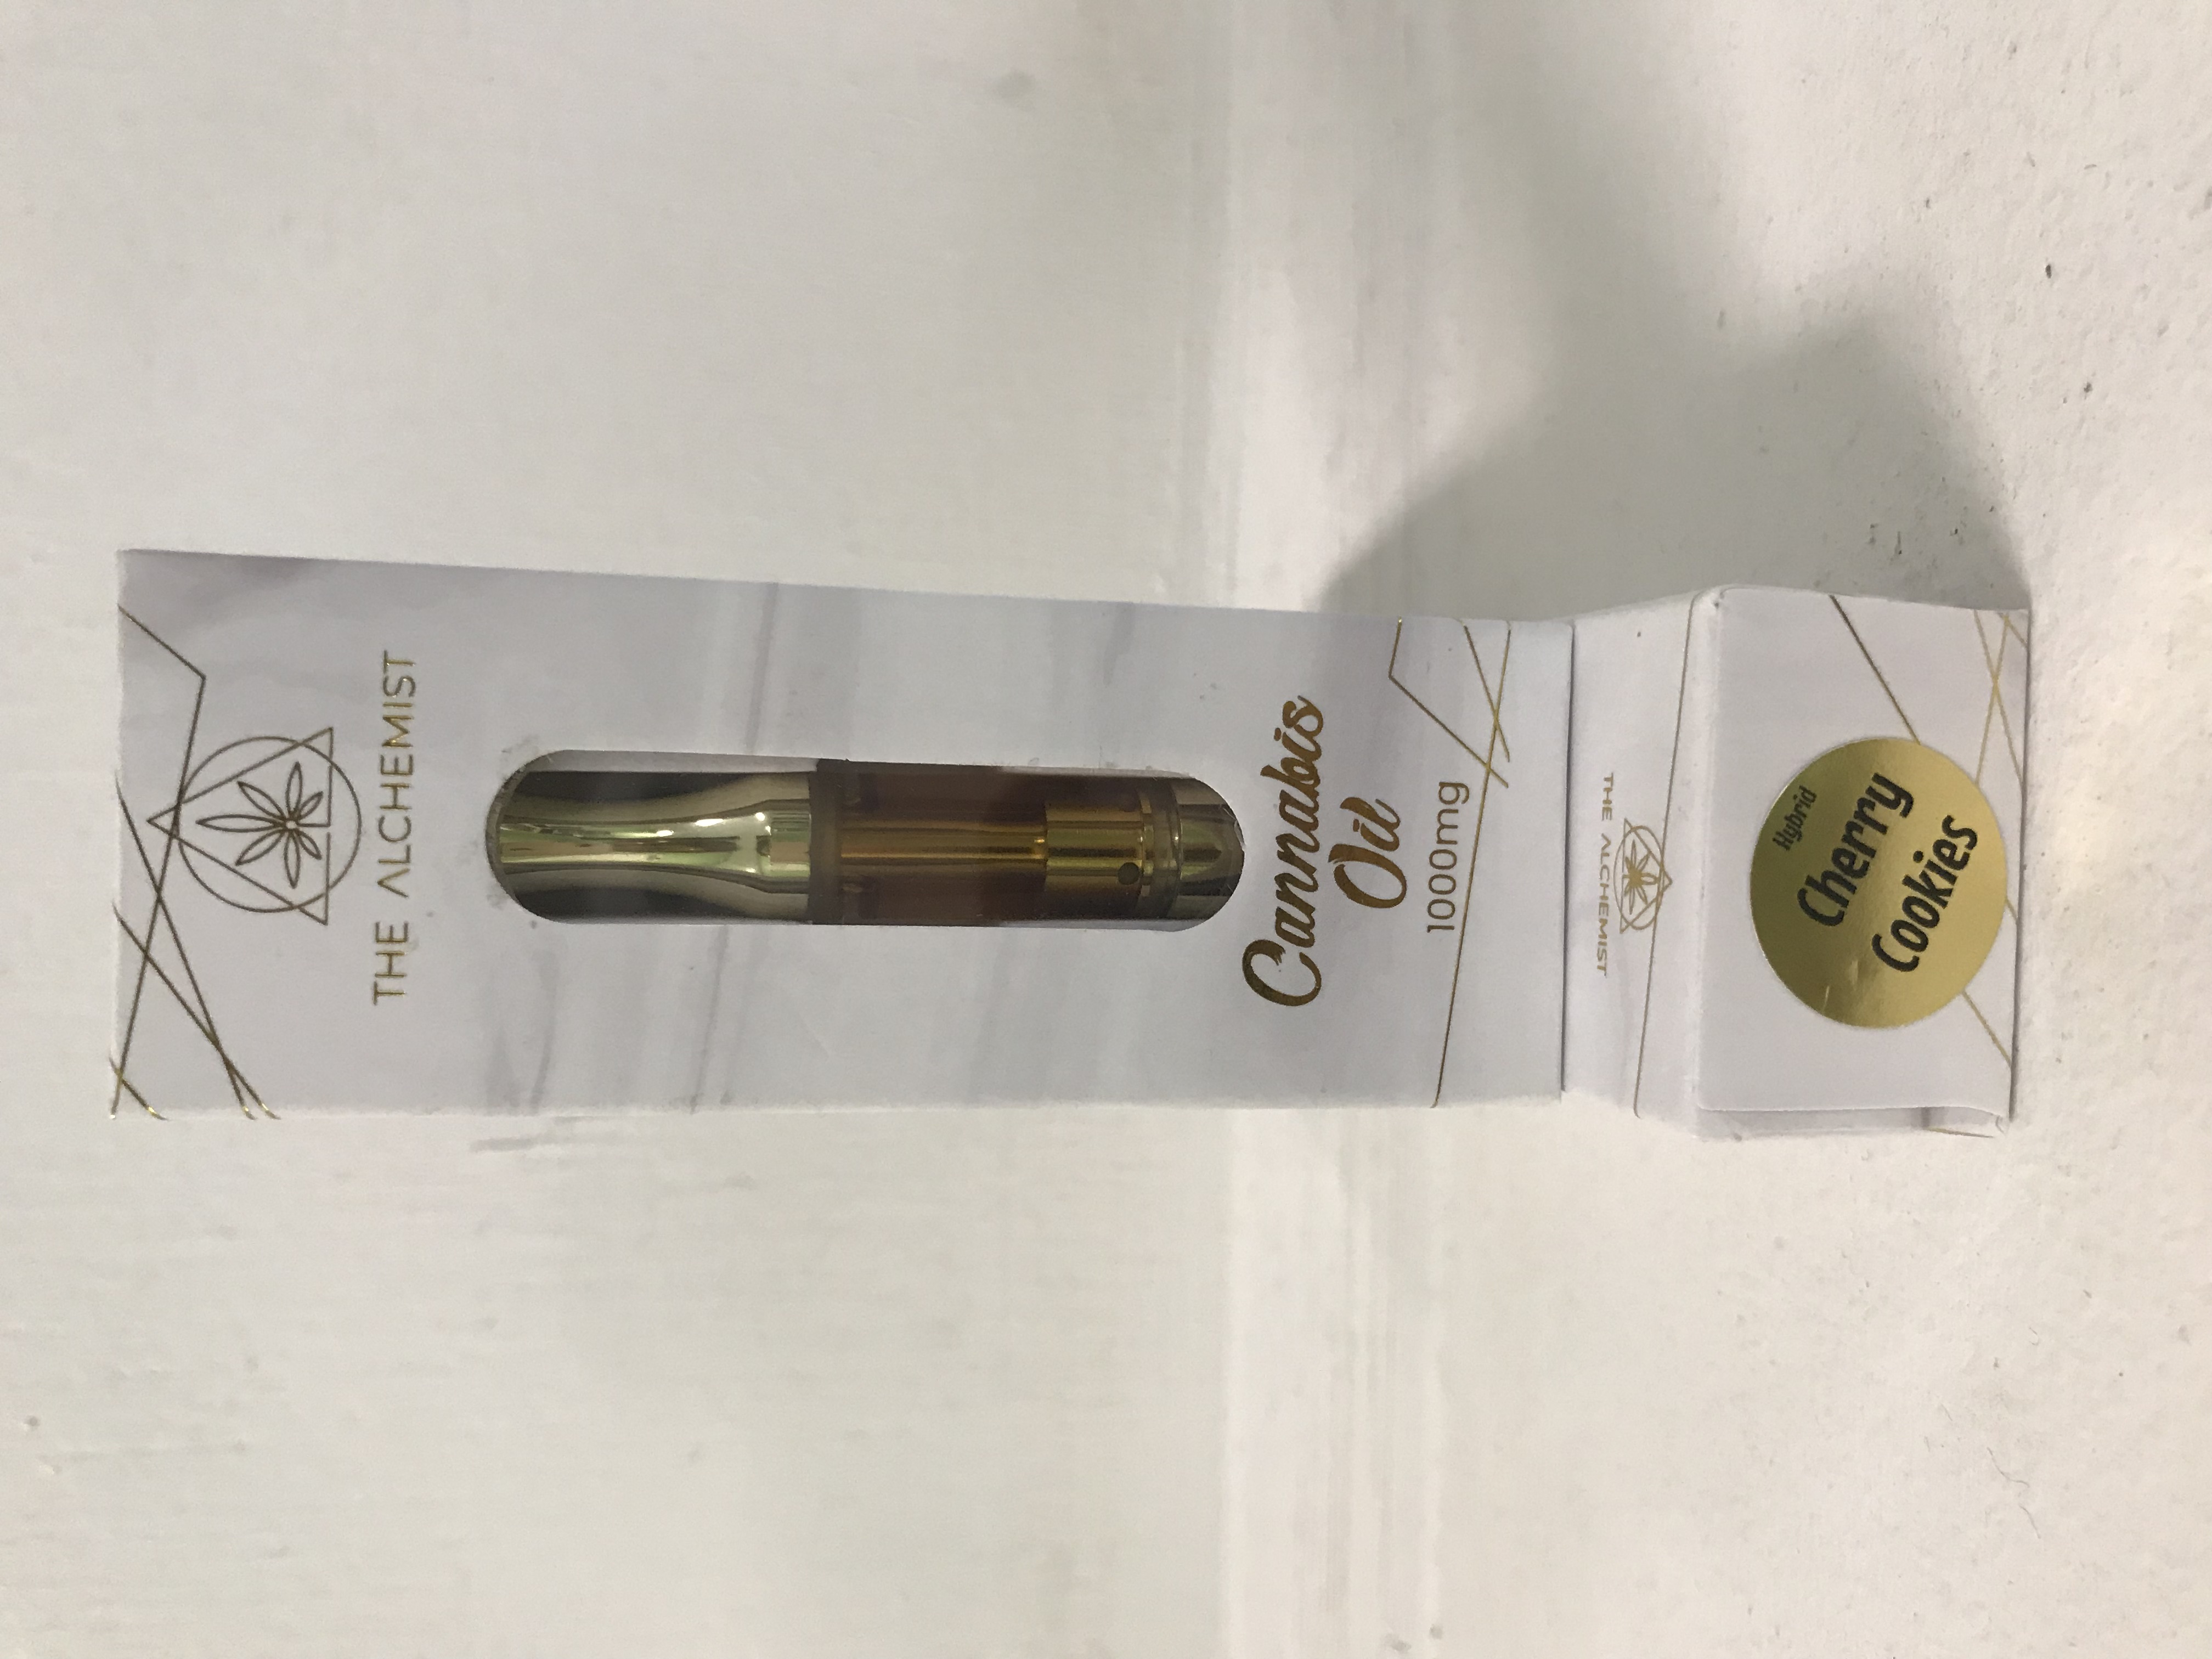 THE ALCHEMIST
Cannabis
Oil
1000mg
THE ALCHEMIST
Hybrid
Cherry
Cookies